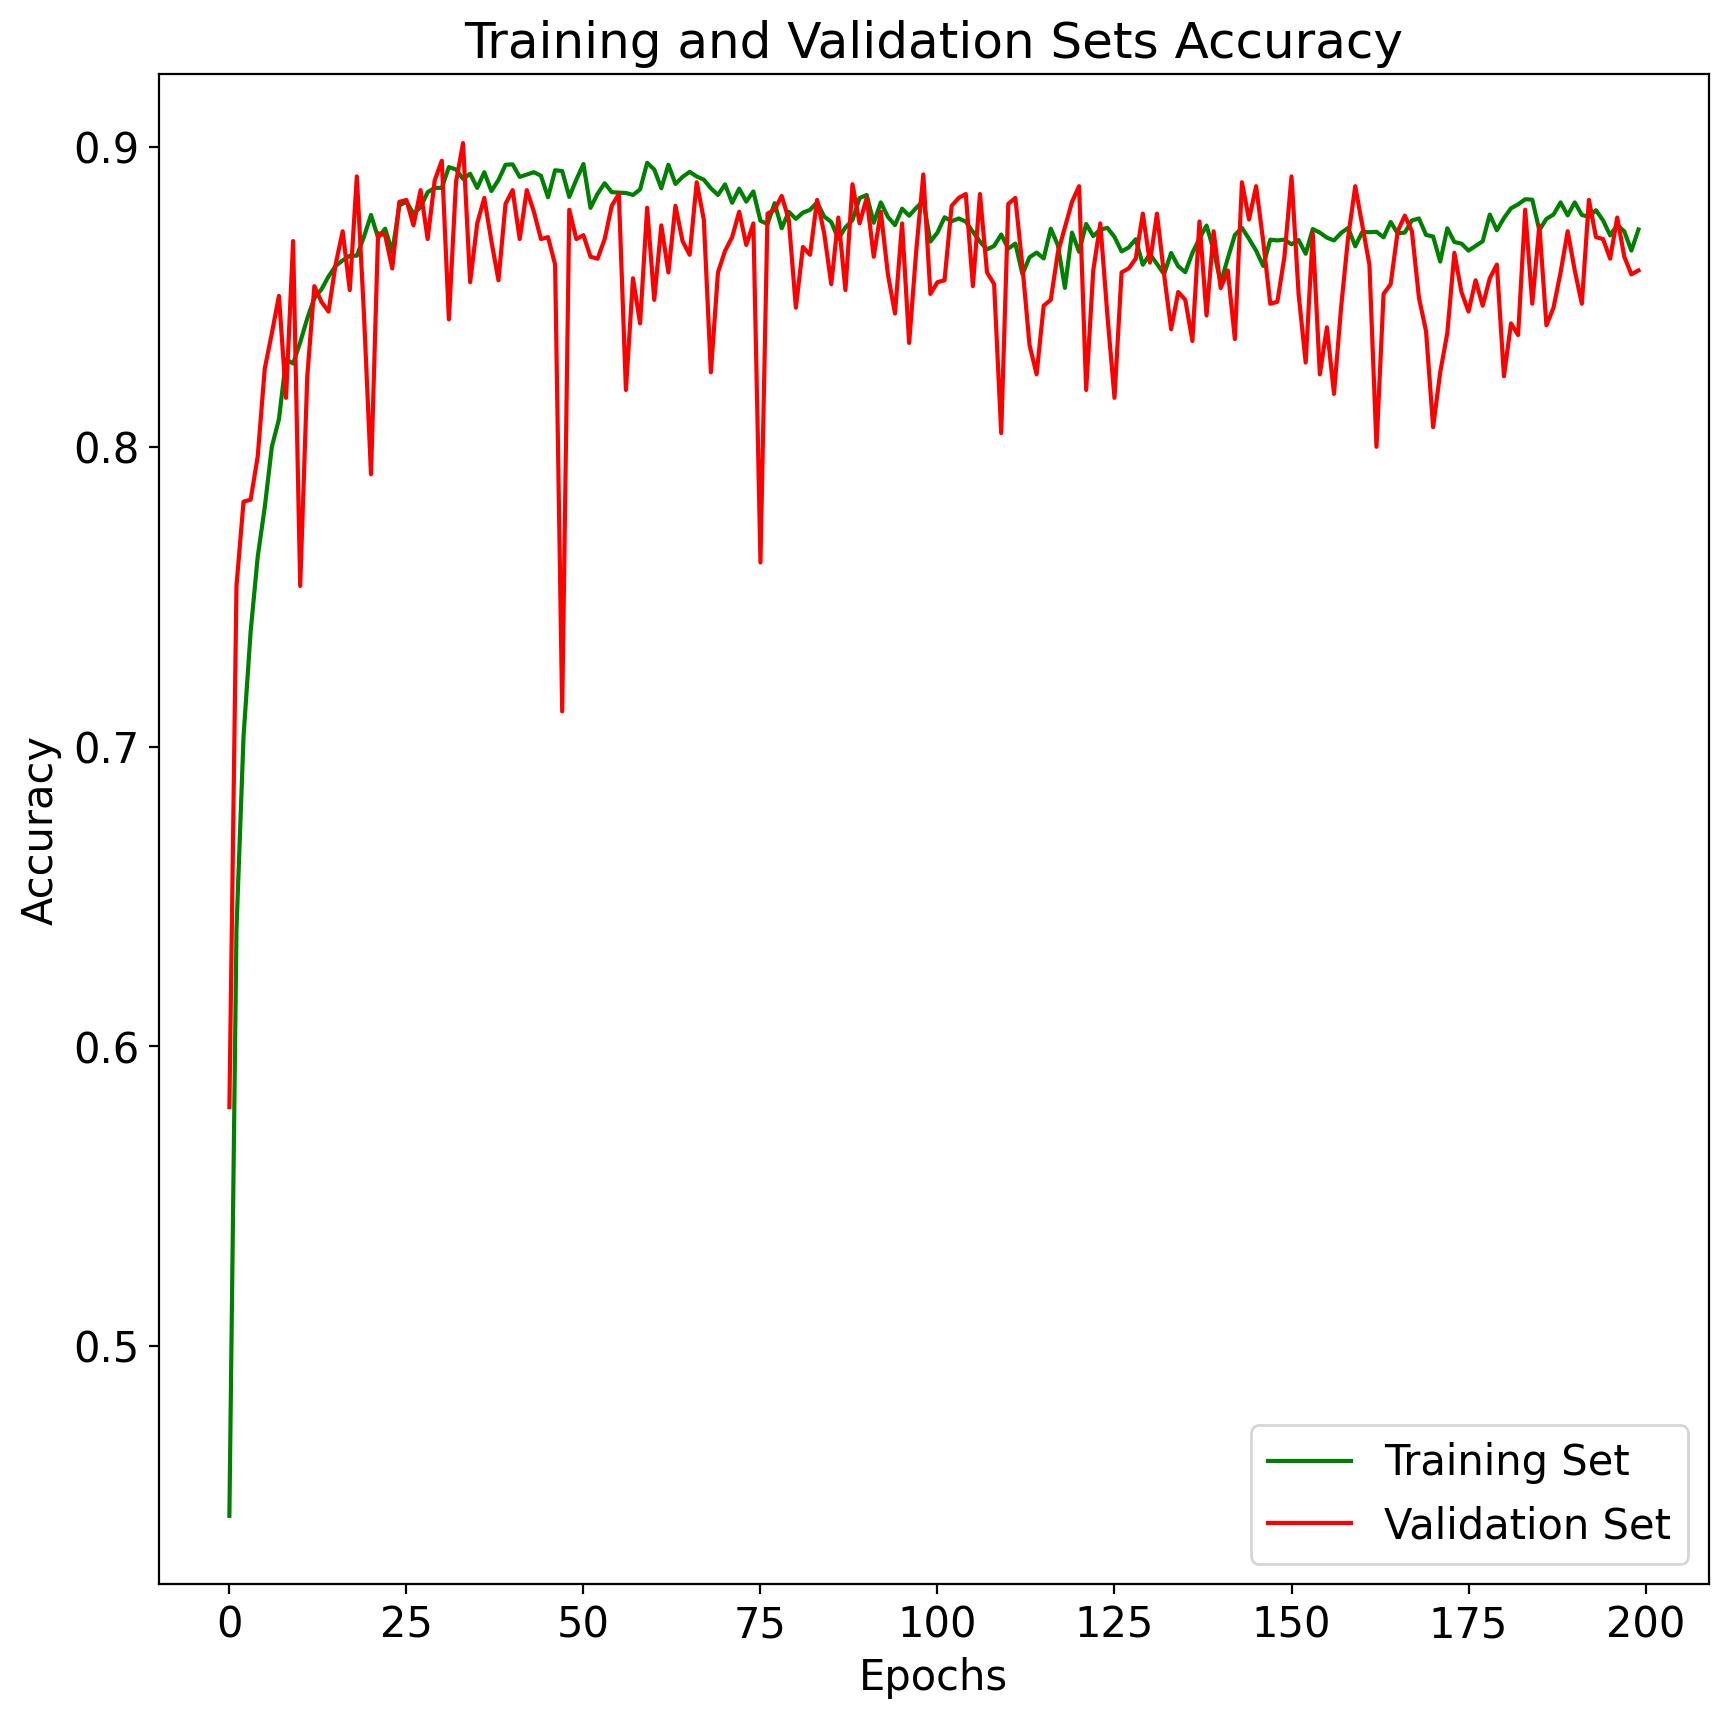 Training and Validation Sets Accuracy
0.9
0.8
0.7
0.6
0.5
Accuracy
0 25 50 75 100 125 150 175 200
Epochs
Training Set
Validation Set